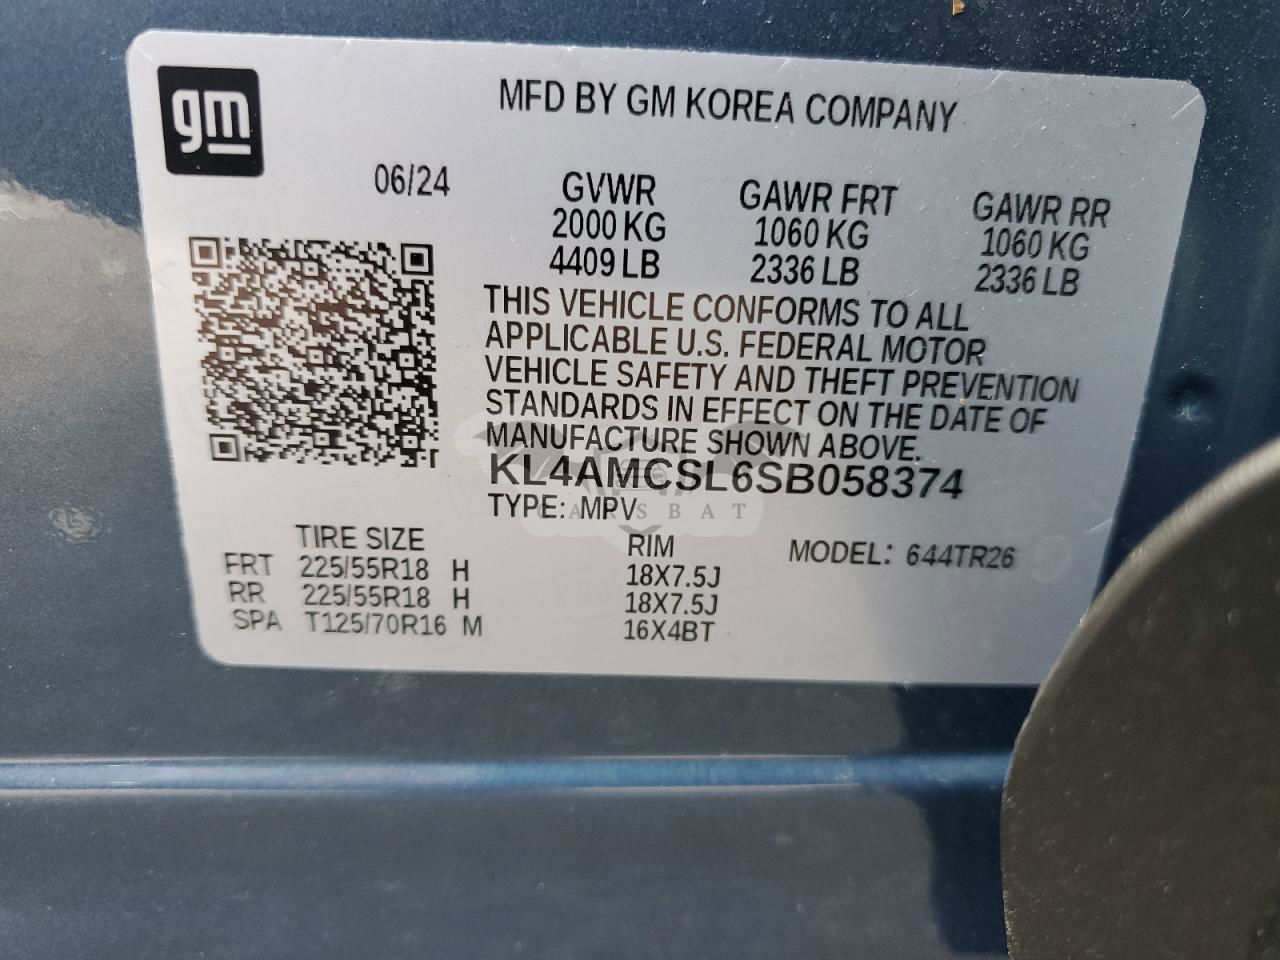 gm
MFD BY GM KOREA COMPANY
06/24 GVWR GAWR FRT GAWR RR
2000 KG 1060 KG 1060 KG
4409 LB 2336 LB 2336 LB
THIS VEHICLE CONFORMS TO ALL
APPLICABLE U.S. FEDERAL MOTOR
VEHICLE SAFETY AND THEFT PREVENTION
STANDARDS IN EFFECT ON THE DATE OF
MANUFACTURE SHOWN ABOVE.
KL4AMCSL6SB058374
TYPE: MPV
CARSBAT
TIRE SIZE RIM MODEL: 644TR26
FRT 225/55R18 H 18X7.5J
RR 225/55R18 H 18X7.5J
SPA T125/70R16 M 16X4BT